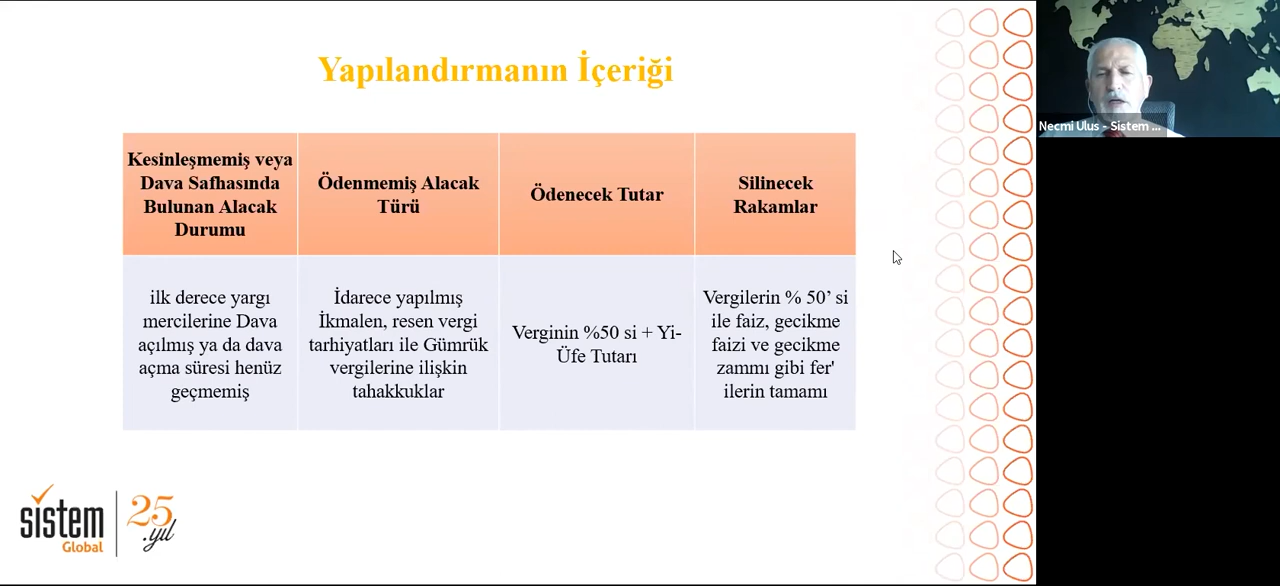 Yapılandırmanın İçeriği
Kesinleşmemiş veya
Dava Safhasında
Bulunan Alacak
Durumu
Ödenmemiş Alacak
Türü
Ödenecek Tutar
Silinecek
Rakamlar
ilk derece yargı
mercilerine Dava
açılmış ya da dava
açma süresi henüz
geçmemiş
İdarece yapılmış
İkmalen, resen vergi
tarhiyatları ile Gümrük
vergilerine ilişkin
tahakkuklar
Verginin %50 si + Yi-
Üfe Tutarı
Vergilerin % 50’ si
ile faiz, gecikme
faizi ve gecikme
zammı gibi fer'
ilerin tamamı
sistem
Global
25
.yıl
Necmi Ulus - Sistem ...